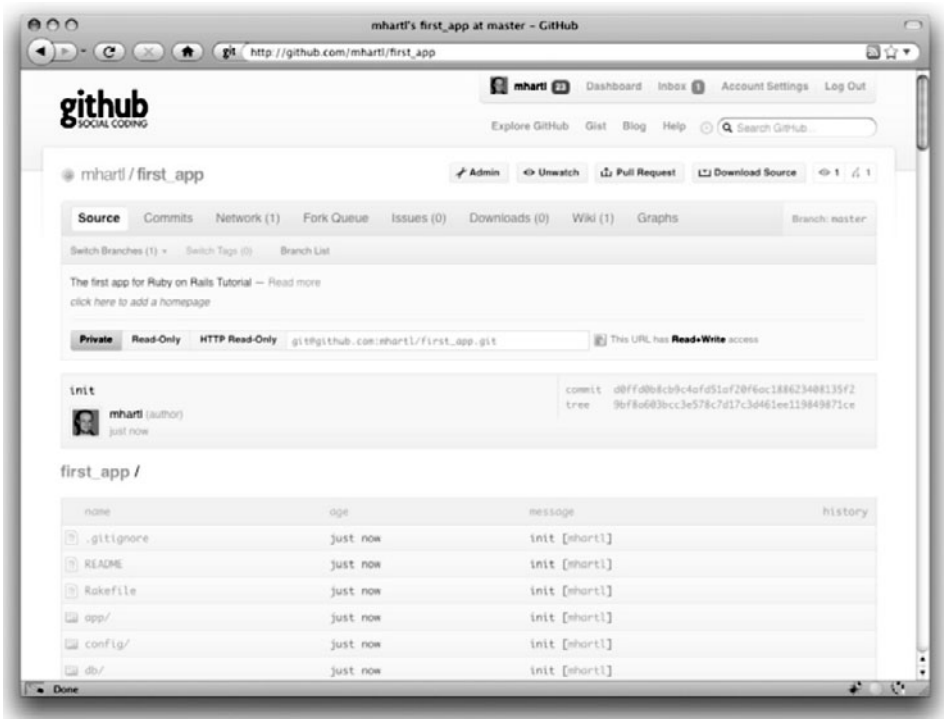 mhartl's first_app at master – GitHub
git http://github.com/mhartl/first_app
mhartl 23 Dashboard Inbox 1 Account Settings Log Out
github
SOCIAL CODING
Explore GitHub Gist Blog Help Search GitHub...
mhartl / first_app Admin Unwatch Pull Request Download Source 1 1
Source Commits Network (1) Fork Queue Issues (0) Downloads (0) Wiki (1) Graphs Branch: master
Switch Branches (1) Switch Tags (0) Branch List
The first app for Ruby on Rails Tutorial — Read more
click here to add a homepage
Private Read-Only HTTP Read-Only git@github.com:mhartl/first_app.git This URL has Read+Write access
init
commit
tree
mhartl (author)
just now
first_app /
name age message history
.gitignore just now init [mhartl]
README just now init [mhartl]
Rakefile just now init [mhartl]
app/ just now init [mhartl]
config/ just now init [mhartl]
db/ just now init [mhartl]
Done